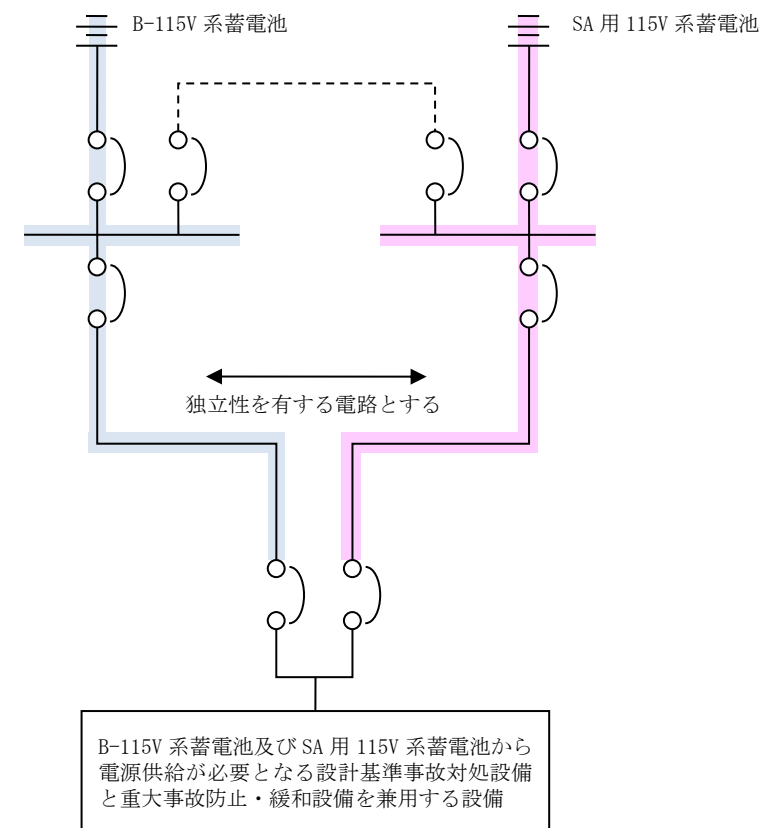 B-115V 系蓄電池
SA 用 115V 系蓄電池
独立性を有する電路とする
B-115V 系蓄電池及び SA 用 115V 系蓄電池から
電源供給が必要となる設計基準事故対処設備
と重大事故防止・緩和設備を兼用する設備